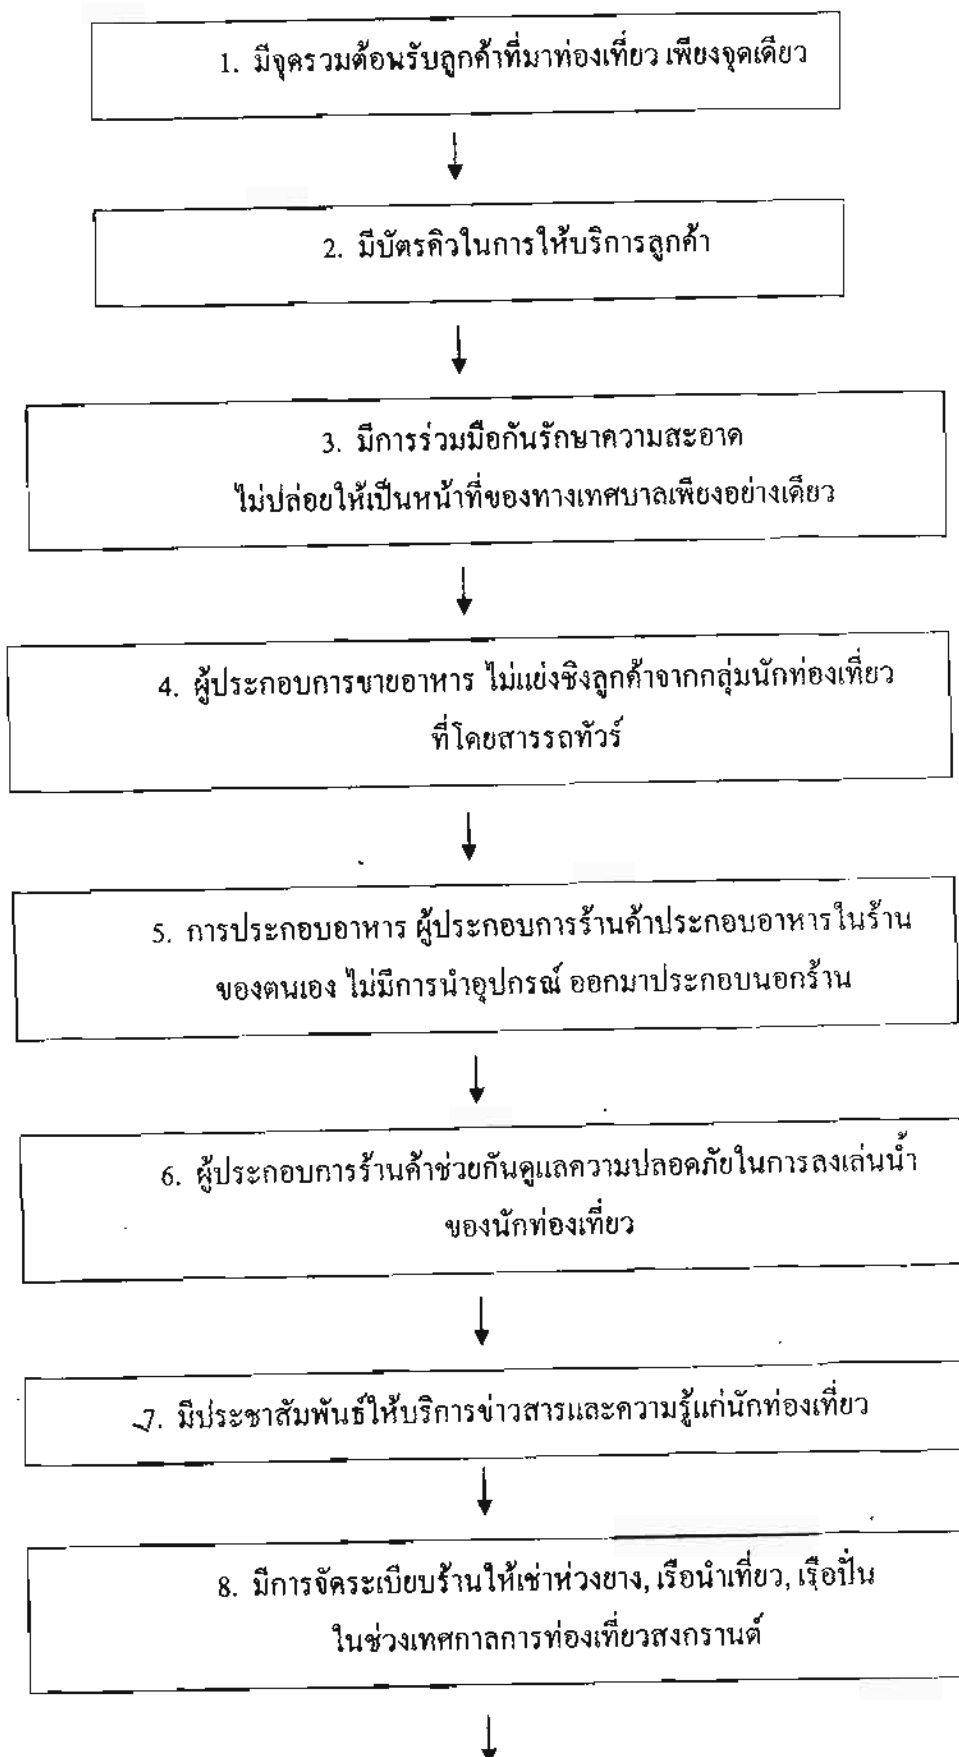 1. มีจุดรวมต้อนรับลูกค้าที่มาท่องเที่ยว เพียงจุดเดียว
2. มีบัตรคิวในการให้บริการลูกค้า
3. มีการร่วมมือกันรักษาความสะอาด
ไม่ปล่อยให้เป็นหน้าที่ของทางเทศบาลเพียงอย่างเดียว
4. ผู้ประกอบการขายอาหาร ไม่แย่งชิงลูกค้าจากกลุ่มนักท่องเที่ยว
ที่โดยสารรถทัวร์
5. การประกอบอาหาร ผู้ประกอบการร้านค้าประกอบอาหารในร้าน
ของตนเอง ไม่มีการนำอุปกรณ์ ออกมาประกอบนอกร้าน
6. ผู้ประกอบการร้านค้าช่วยกันดูแลความปลอดภัยในการลงเล่นน้ำ
ของนักท่องเที่ยว
7. มีประชาสัมพันธ์ให้บริการข่าวสารและความรู้แก่นักท่องเที่ยว
8. มีการจัดระเบียบร้านให้เช่าห่วงยาง, เรือนำเที่ยว, เรือปั่น
ในช่วงเทศกาลการท่องเที่ยวสงกรานต์